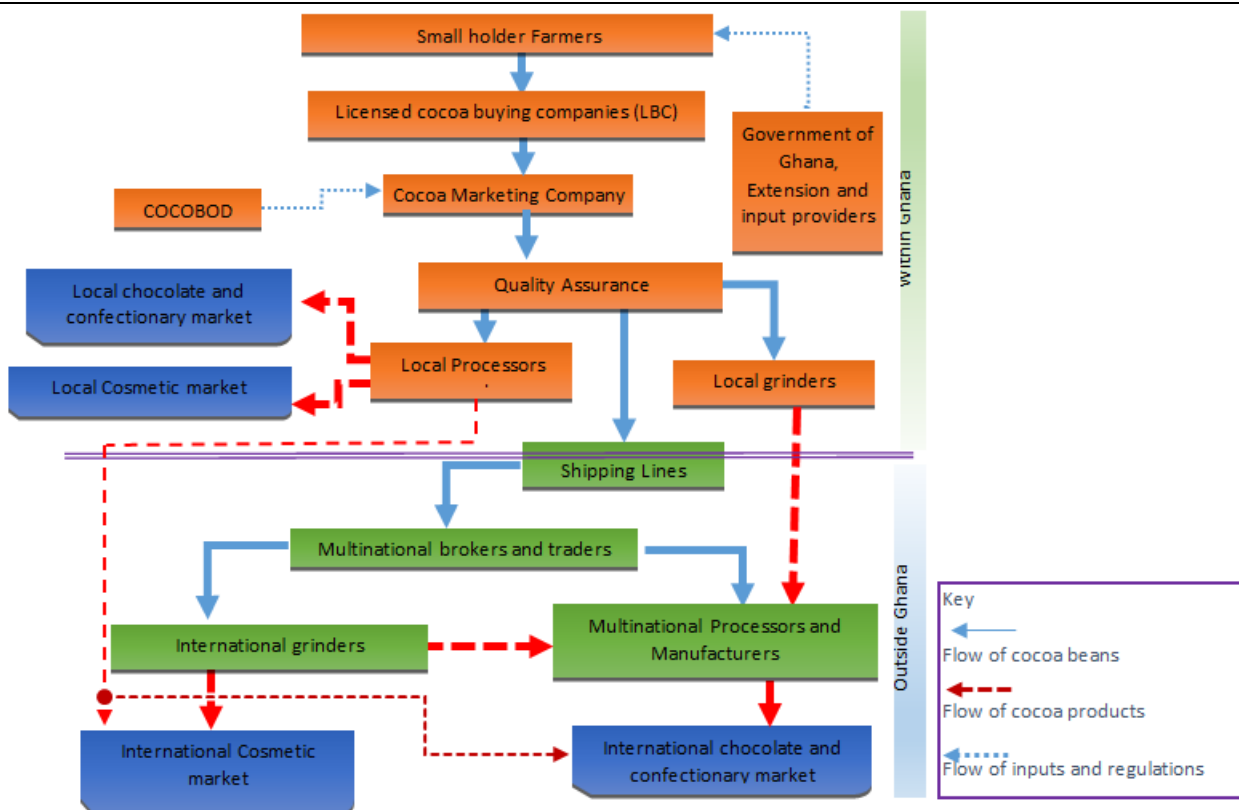 Small holder Farmers
Licensed cocoa buying companies (LBC)
Government of
Ghana,
Extension and
input providers
COCOBOD
Cocoa Marketing Company
Within Ghana
Quality Assurance
Local chocolate and
confectionary market
Local Processors
.
Local Cosmetic market
Local grinders
Shipping Lines
Multinational brokers and traders
Outside Ghana
International grinders
Multinational Processors and
Manufacturers
International Cosmetic
market
International chocolate and
confectionary market
Key
Flow of cocoa beans
Flow of cocoa products
Flow of inputs and regulations